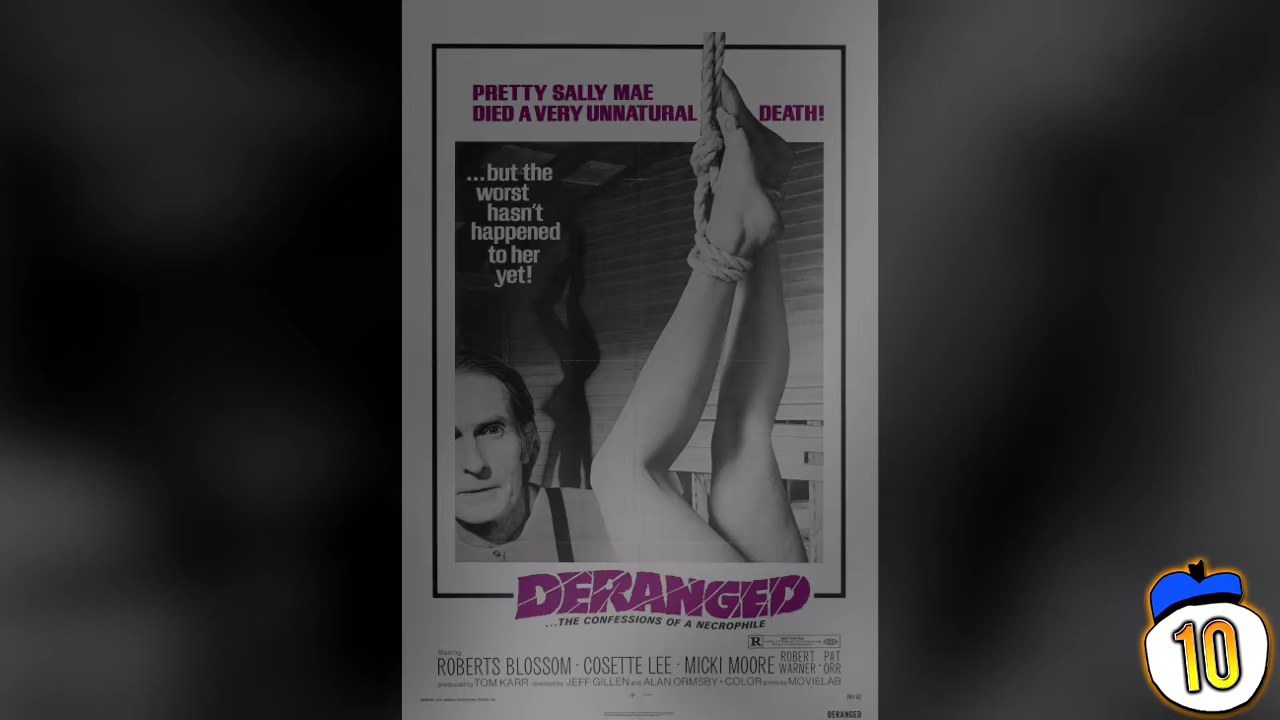 PRETTY SALLY MAE
DIED A VERY UNNATURAL DEATH!
...but the
worst
hasn't
happened
to her
yet!
DERANGED
...THE CONFESSIONS OF A NECROPHILE
R
Starring
ROBERTS BLOSSOM · COSETTE LEE · MICKI MOORE ROBERT WARNER · PAT ORR
produced by TOM KARR directed by JEFF GILLEN and ALAN ORMSBY · COLOR prints by MOVIELAB
DERANGED
10